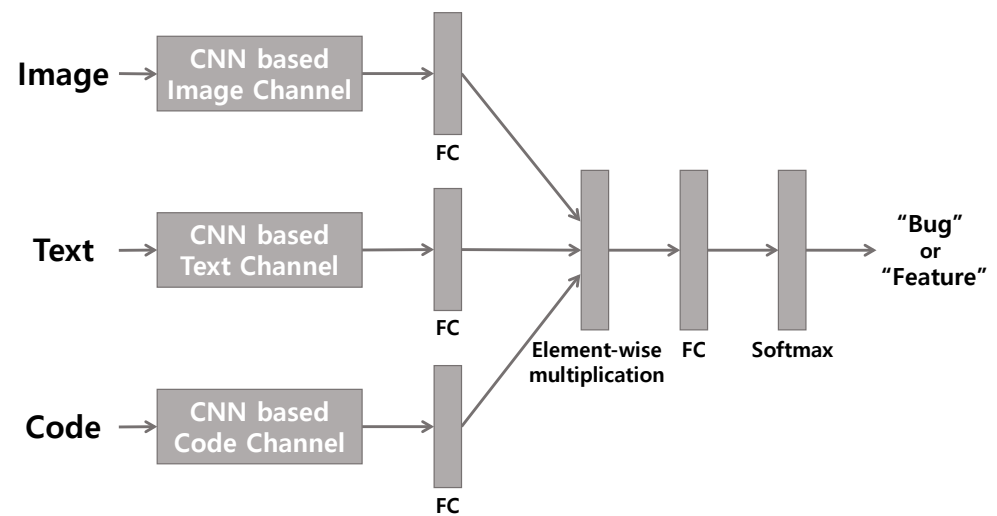 Image
CNN based
Image Channel
FC
Text
CNN based
Text Channel
FC
Code
CNN based
Code Channel
FC
Element-wise
multiplication
FC
Softmax
“Bug”
or
“Feature”